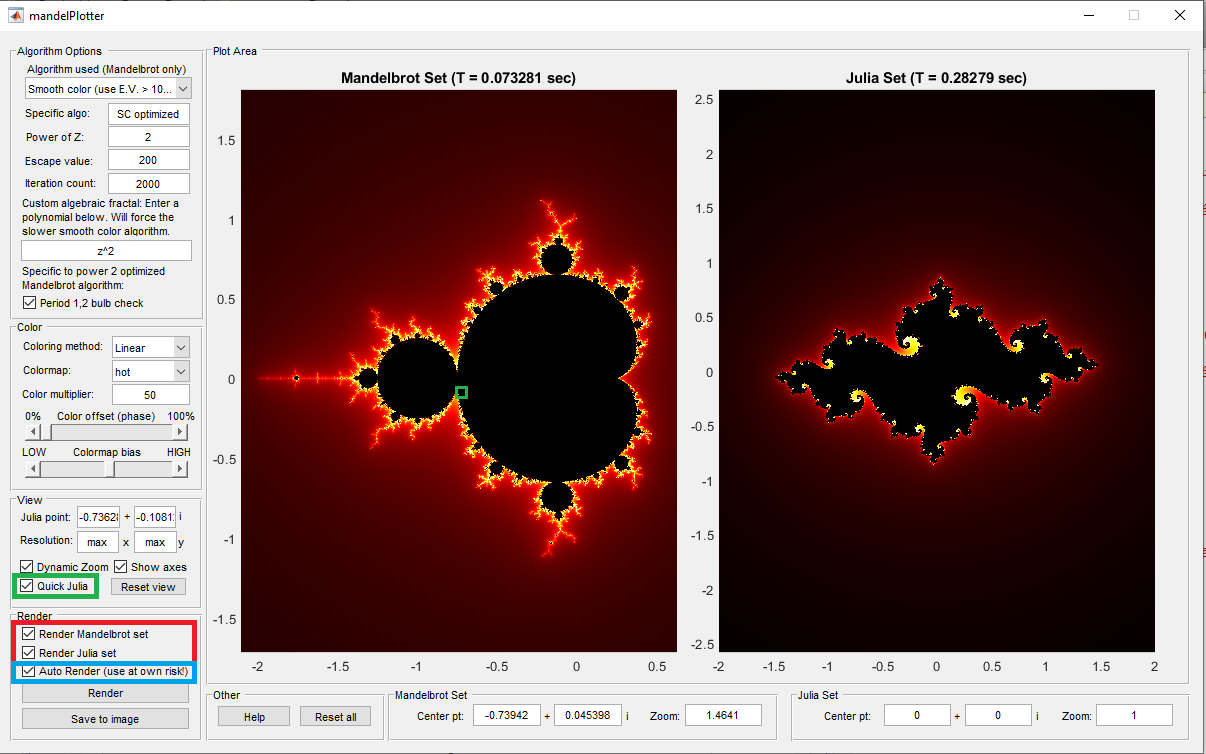 mandelPlotter
Algorithm Options
Algorithm used (Mandelbrot only)
Smooth color (use E.V. > 10...
Specific algo: SC optimized
Power of Z: 2
Escape value: 200
Iteration count: 2000
Custom algebraic fractal: Enter a
polynomial below. Will force the
slower smooth color algorithm.
z^2
Specific to power 2 optimized
Mandelbrot algorithm:
Period 1,2 bulb check
Color
Coloring method: Linear
Colormap: hot
Color multiplier: 50
0% Color offset (phase) 100%
LOW Colormap bias HIGH
View
Julia point: -0.7362 + -0.1081 i
Resolution: max x max y
Dynamic Zoom Show axes
Quick Julia Reset view
Render
Render Mandelbrot set
Render Julia set
Auto Render (use at own risk!)
Render
Save to image
Plot Area
Mandelbrot Set (T = 0.073281 sec)
1.5
1
0.5
0
-0.5
-1
-1.5
-2 -1.5 -1 -0.5 0 0.5
Julia Set (T = 0.28279 sec)
2.5
2
1.5
1
0.5
0
-0.5
-1
-1.5
-2
-2.5
-2 -1.5 -1 -0.5 0 0.5 1 1.5 2
Other
Help Reset all
Mandelbrot Set
Center pt: -0.73942 + 0.045398 i Zoom: 1.4641
Julia Set
Center pt: 0 + 0 i Zoom: 1